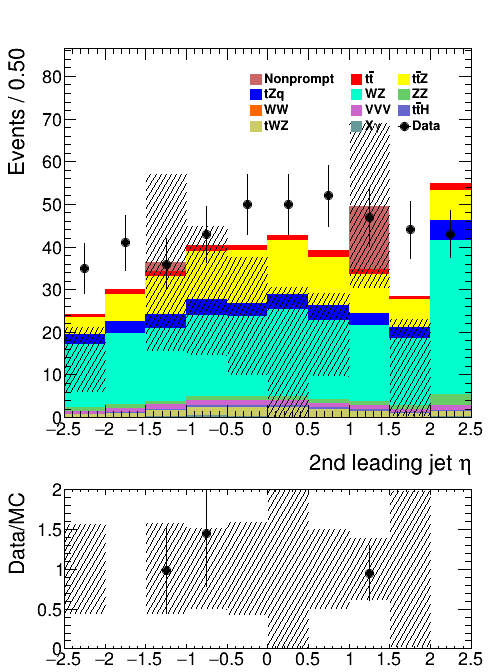 Events / 0.50
80
70
60
50
40
30
20
10
0
Nonprompt tt̄ tt̄Z
tZq WZ ZZ
WW VVV tt̄H
tWZ Xγ Data
−2.5 −2 −1.5 −1 −0.5 0 0.5 1 1.5 2 2.5
2nd leading jet η
Data/MC
2
1.5
1
0.5
0
−2.5 −2 −1.5 −1 −0.5 0 0.5 1 1.5 2 2.5